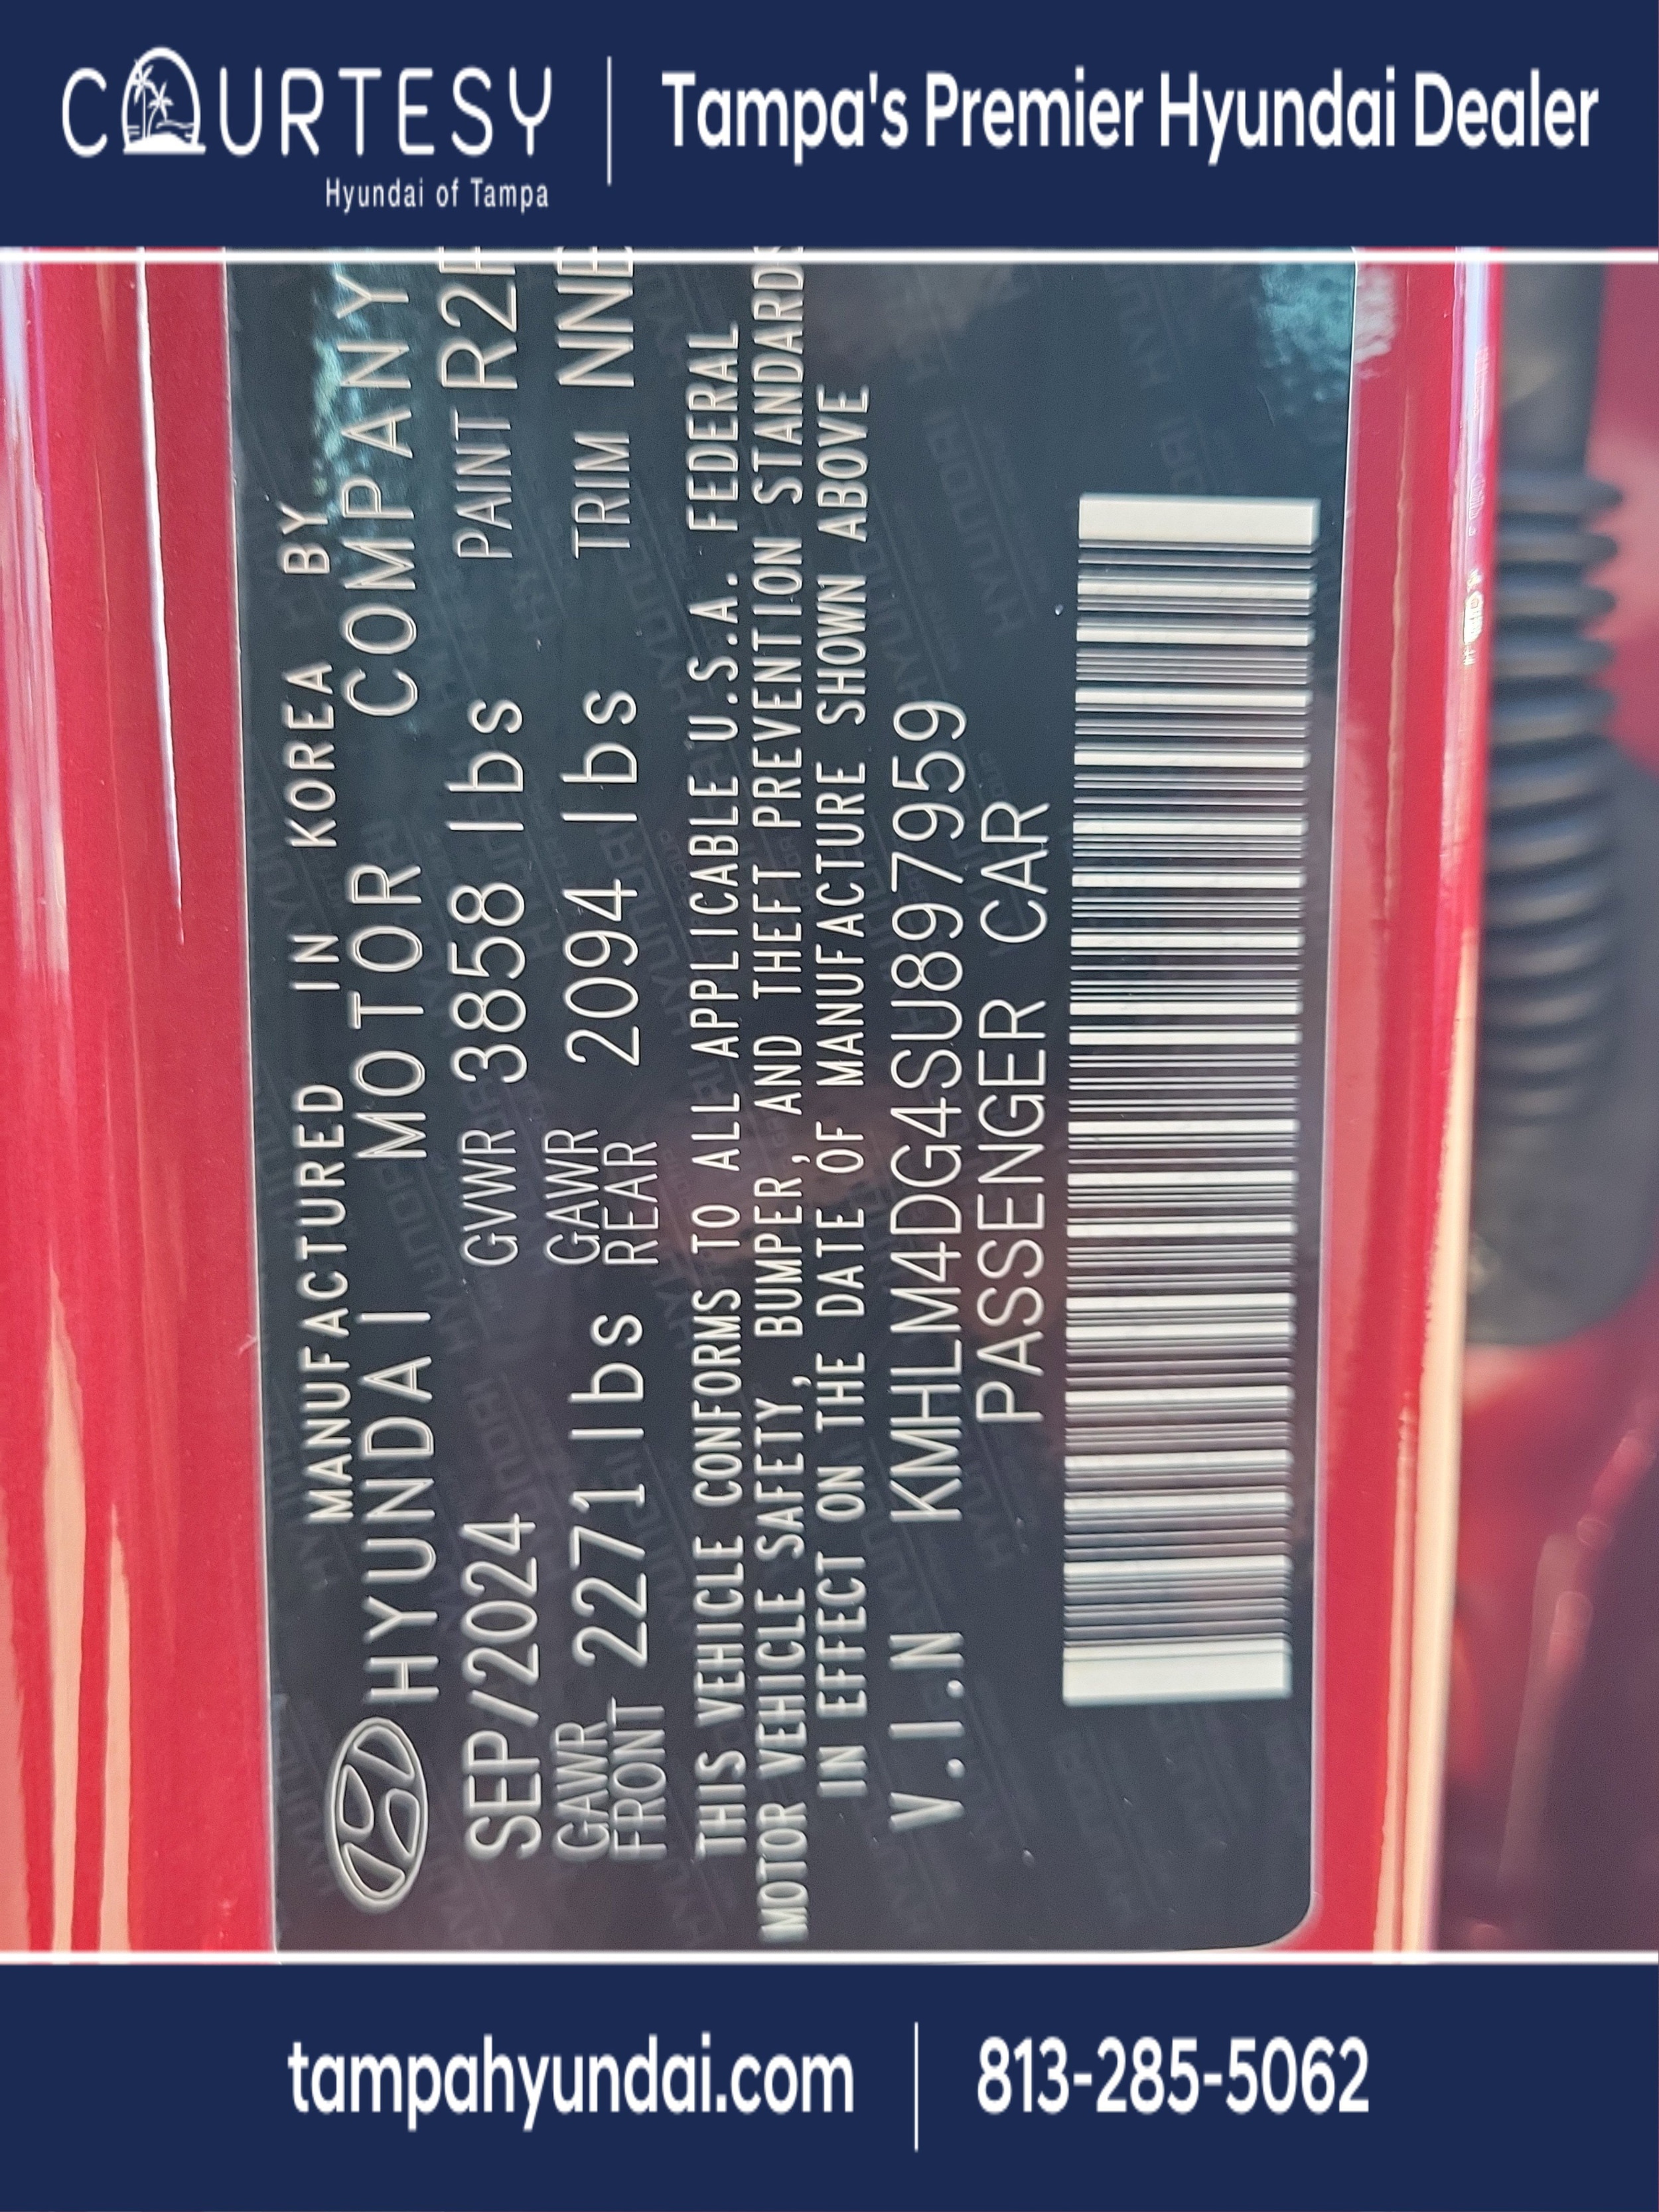 COURTESY
Hyundai of Tampa
Tampa's Premier Hyundai Dealer
MANUFACTURED IN KOREA BY
HYUNDAI MOTOR COMPANY
SEP/2024 GVWR 3858 lbs PAINT R2
GAWR FRONT 2271 lbs GAWR REAR 2094 lbs TRIM NN
THIS VEHICLE CONFORMS TO ALL APPLICABLE U.S.A. FEDERAL
MOTOR VEHICLE SAFETY, BUMPER, AND THEFT PREVENTION STANDARDS
IN EFFECT ON THE DATE OF MANUFACTURE SHOWN ABOVE
V.I.N KMHLM4DG4SU897959
PASSENGER CAR
tampahyundai.com
813-285-5062